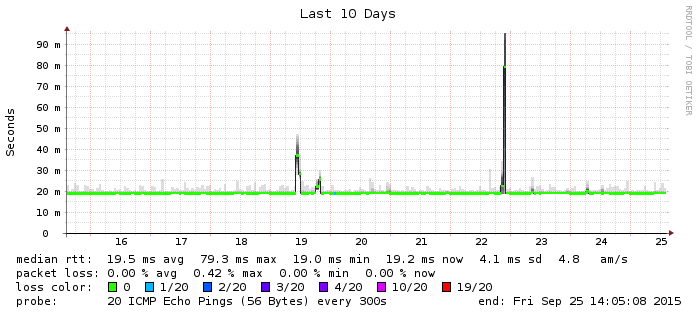 Last 10 Days
RRDTOOL / TOBI OETIKER
Seconds
90 m
80 m
70 m
60 m
50 m
40 m
30 m
20 m
10 m
0
16 17 18 19 20 21 22 23 24 25
median rtt: 19.5 ms avg 79.3 ms max 19.0 ms min 19.2 ms now 4.1 ms sd 4.8 am/s
packet loss: 0.00 % avg 0.42 % max 0.00 % min 0.00 % now
loss color: 0 1/20 2/20 3/20 4/20 10/20 19/20
probe: 20 ICMP Echo Pings (56 Bytes) every 300s end: Fri Sep 25 14:05:08 2015